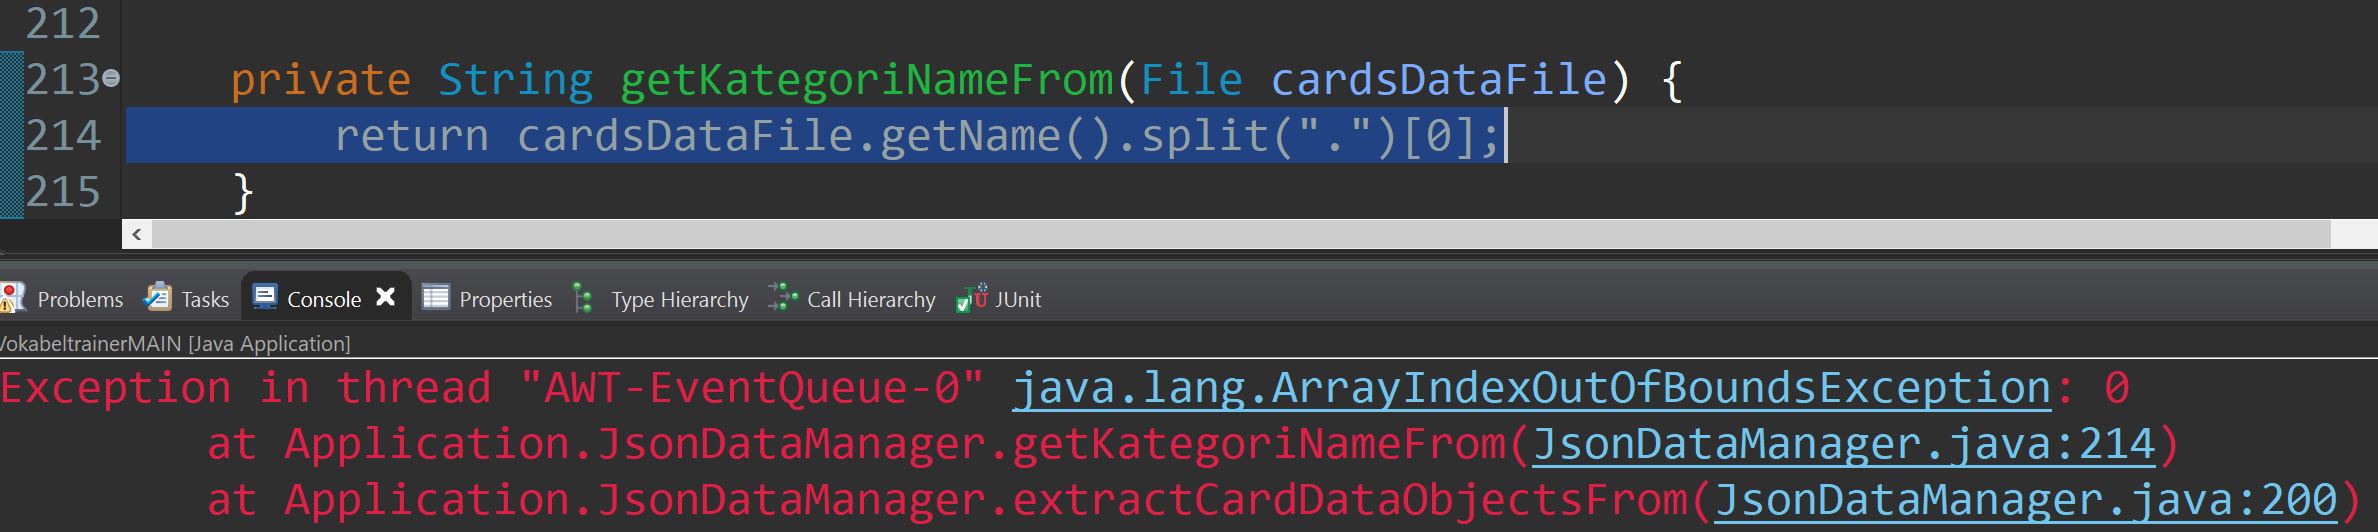 212
213 private String getKategoriNameFrom(File cardsDataFile) {
214 return cardsDataFile.getName().split(".")[0];
215 }
Problems Tasks Console Properties Type Hierarchy Call Hierarchy JUnit
VokabeltrainerMAIN [Java Application]
Exception in thread "AWT-EventQueue-0" java.lang.ArrayIndexOutOfBoundsException: 0
at Application.JsonDataManager.getKategoriNameFrom(JsonDataManager.java:214)
at Application.JsonDataManager.extractCardDataObjectsFrom(JsonDataManager.java:200)